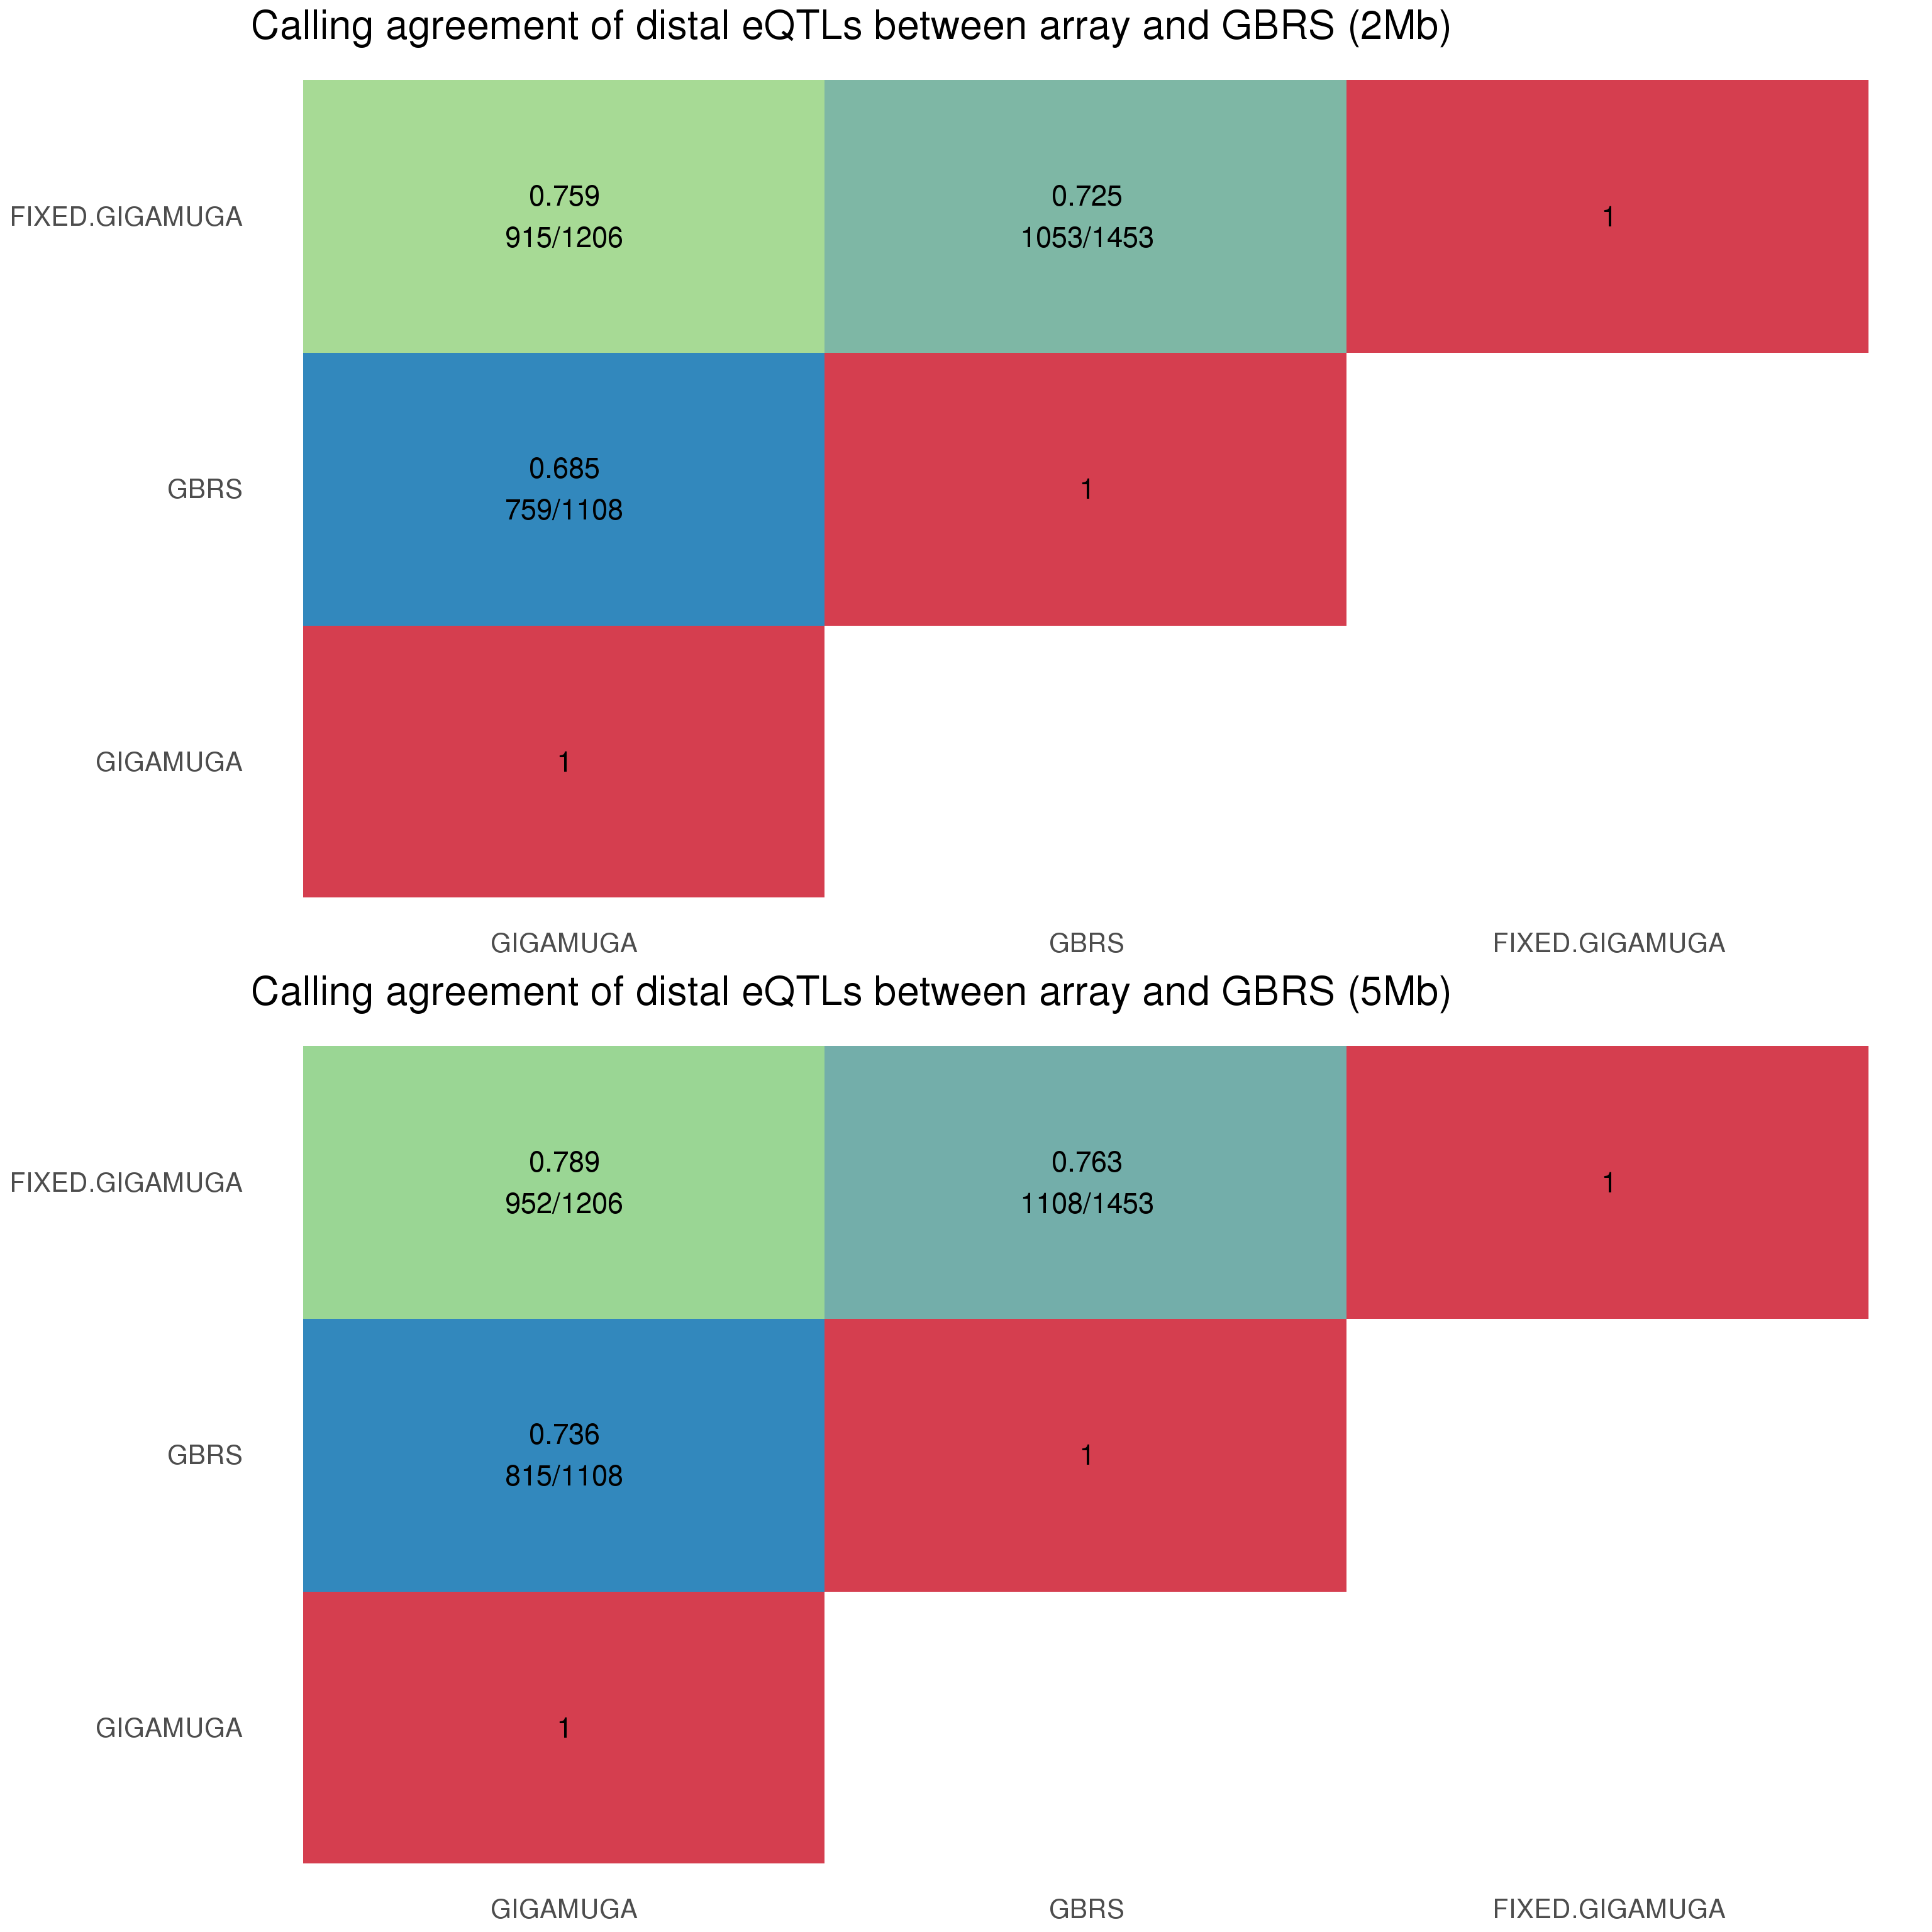 Calling agreement of distal eQTLs between array and GBRS (2Mb)
FIXED.GIGAMUGA
0.759
915/1206
0.725
1053/1453
1
GBRS
0.685
759/1108
1
GIGAMUGA
1
GIGAMUGA
GBRS
FIXED.GIGAMUGA
Calling agreement of distal eQTLs between array and GBRS (5Mb)
FIXED.GIGAMUGA
0.789
952/1206
0.763
1108/1453
1
GBRS
0.736
815/1108
1
GIGAMUGA
1
GIGAMUGA
GBRS
FIXED.GIGAMUGA